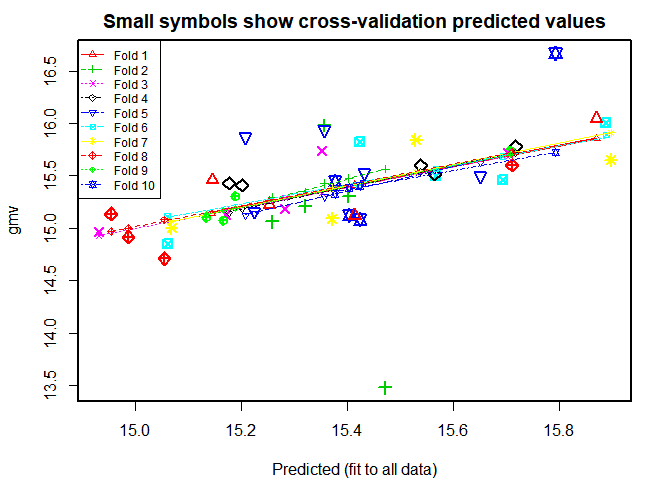 Small symbols show cross-validation predicted values
Fold 1
Fold 2
Fold 3
Fold 4
Fold 5
Fold 6
Fold 7
Fold 8
Fold 9
Fold 10
gmv
16.5
16.0
15.5
15.0
14.5
14.0
13.5
15.0 15.2 15.4 15.6 15.8
Predicted (fit to all data)